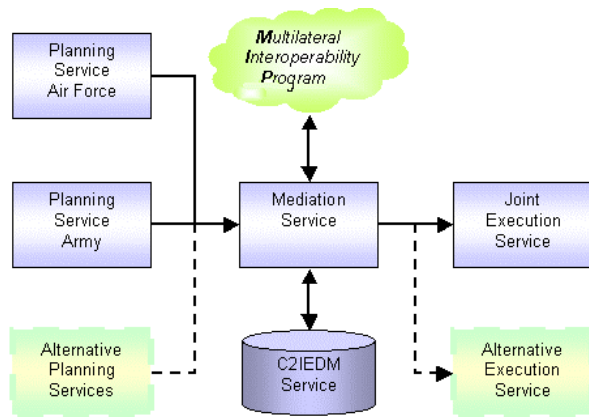 Planning
Service
Air Force
Multilateral
Interoperability
Program
Planning
Service
Army
Mediation
Service
Joint
Execution
Service
Alternative
Planning
Services
C2IEDM
Service
Alternative
Execution
Service